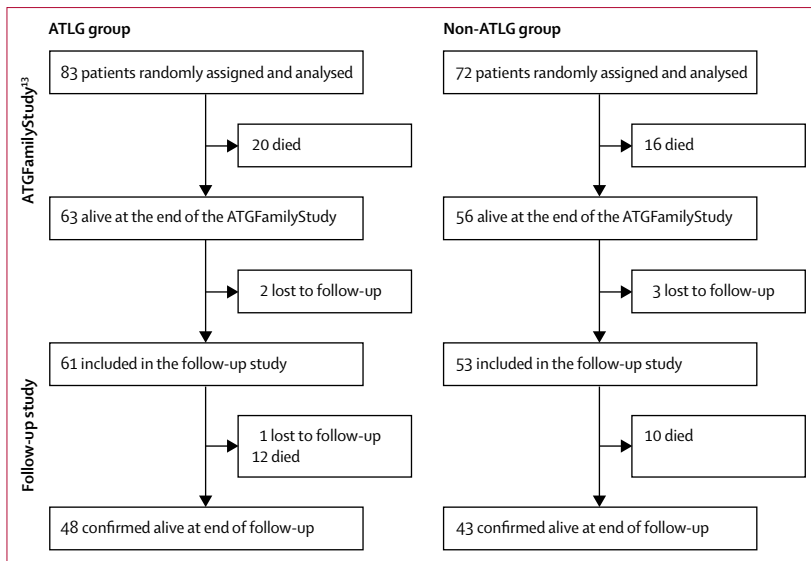 ATLG group
83 patients randomly assigned and analysed
20 died
63 alive at the end of the ATGFamilyStudy
2 lost to follow-up
61 included in the follow-up study
1 lost to follow-up
12 died
48 confirmed alive at end of follow-up
Non-ATLG group
72 patients randomly assigned and analysed
16 died
56 alive at the end of the ATGFamilyStudy
3 lost to follow-up
53 included in the follow-up study
10 died
43 confirmed alive at end of follow-up
ATGFamilyStudy¹³
Follow-up study